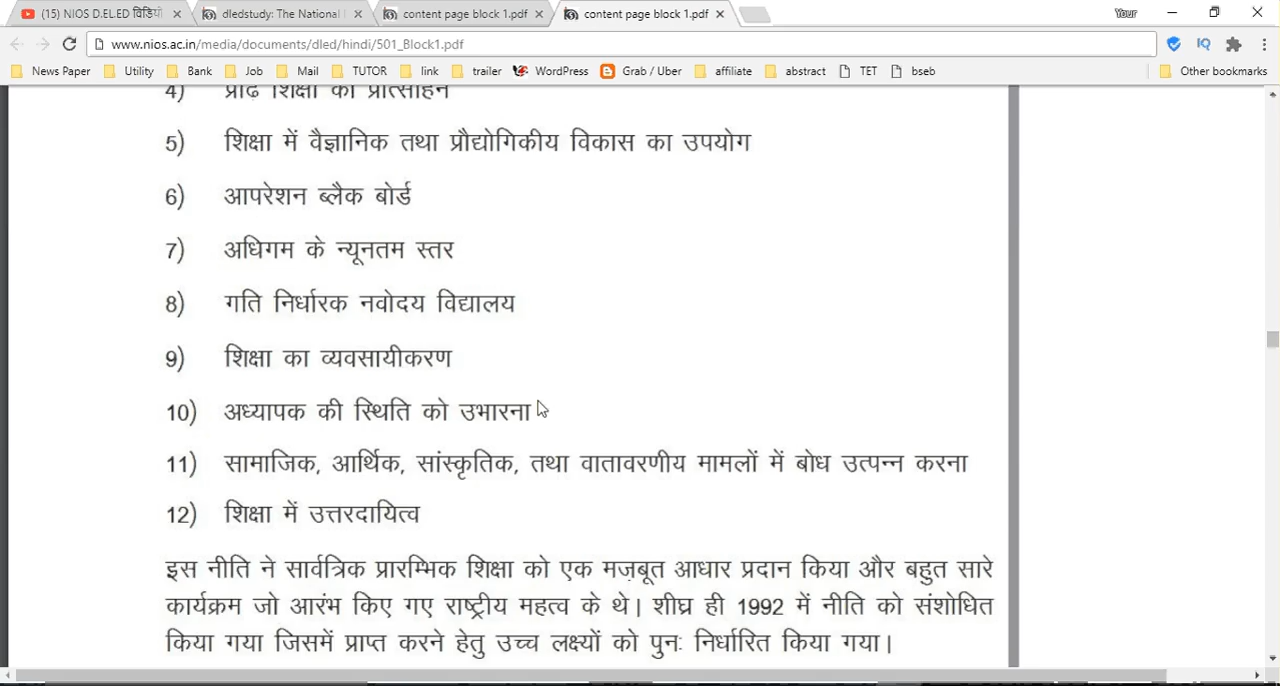 (15) NIOS D.ELED विडियो
dledstudy: The National
content page block 1.pdf
content page block 1.pdf
Your
www.nios.ac.in/media/documents/dled/hindi/501_Block1.pdf
News Paper Utility Bank Job Mail TUTOR link trailer WordPress Grab / Uber affiliate abstract TET bseb Other bookmarks
4) प्रौढ़ शिक्षा को प्रोत्साहन
5) शिक्षा में वैज्ञानिक तथा प्रौद्योगिकीय विकास का उपयोग
6) आपरेशन ब्लैक बोर्ड
7) अधिगम के न्यूनतम स्तर
8) गति निर्धारक नवोदय विद्यालय
9) शिक्षा का व्यवसायीकरण
10) अध्यापक की स्थिति को उभारना
11) सामाजिक, आर्थिक, सांस्कृतिक, तथा वातावरणीय मामलों में बोध उत्पन्न करना
12) शिक्षा में उत्तरदायित्व
इस नीति ने सार्वत्रिक प्रारम्भिक शिक्षा को एक मज़बूत आधार प्रदान किया और बहुत सारे
कार्यक्रम जो आरंभ किए गए राष्ट्रीय महत्व के थे। शीघ्र ही 1992 में नीति को संशोधित
किया गया जिसमें प्राप्त करने हेतु उच्च लक्ष्यों को पुनः निर्धारित किया गया।